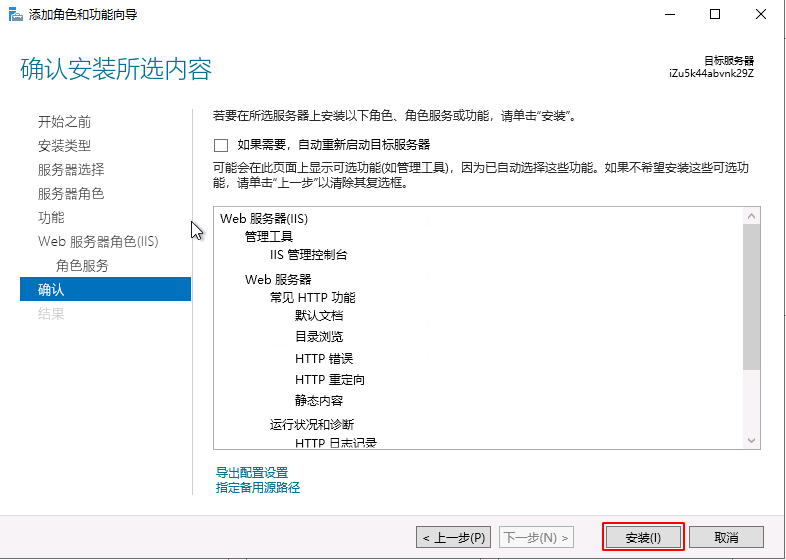 添加角色和功能向导
确认安装所选内容
目标服务器
iZu5k44abvnk29Z
开始之前
安装类型
服务器选择
服务器角色
功能
Web 服务器角色(IIS)
角色服务
确认
结果
若要在所选服务器上安装以下角色、角色服务或功能，请单击“安装”。
如果需要，自动重新启动目标服务器
可能会在此页面上显示可选功能(如管理工具)，因为已自动选择这些功能。如果不希望安装这些可选功
能，请单击“上一步”以清除其复选框。
Web 服务器(IIS)
管理工具
IIS 管理控制台
Web 服务器
常见 HTTP 功能
默认文档
目录浏览
HTTP 错误
HTTP 重定向
静态内容
运行状况和诊断
HTTP 日志记录
导出配置设置
指定备用源路径
< 上一步(P)
下一步(N) >
安装(I)
取消